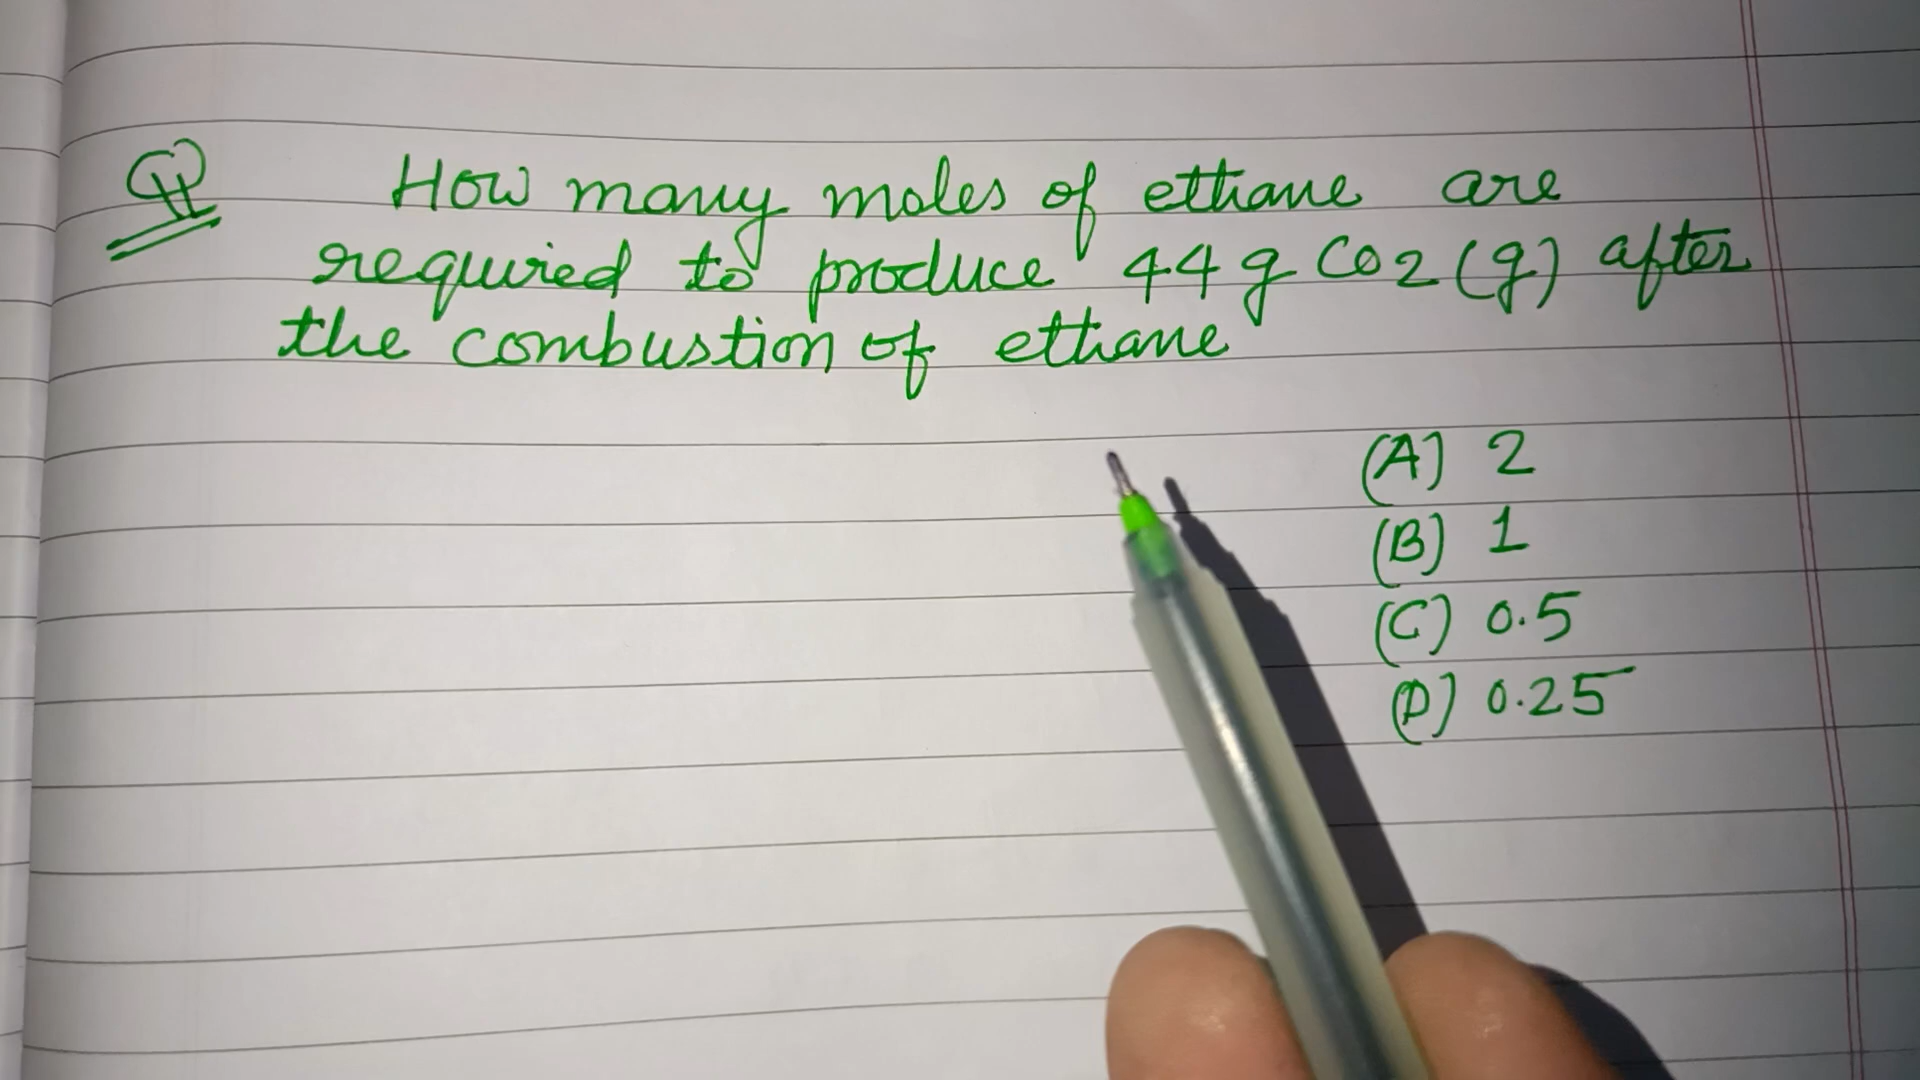 Q
How many moles of ethane are
required to produce 44 g CO2 (g) after
the combustion of ethane
(A) 2
(B) 1
(C) 0.5
(D) 0.25